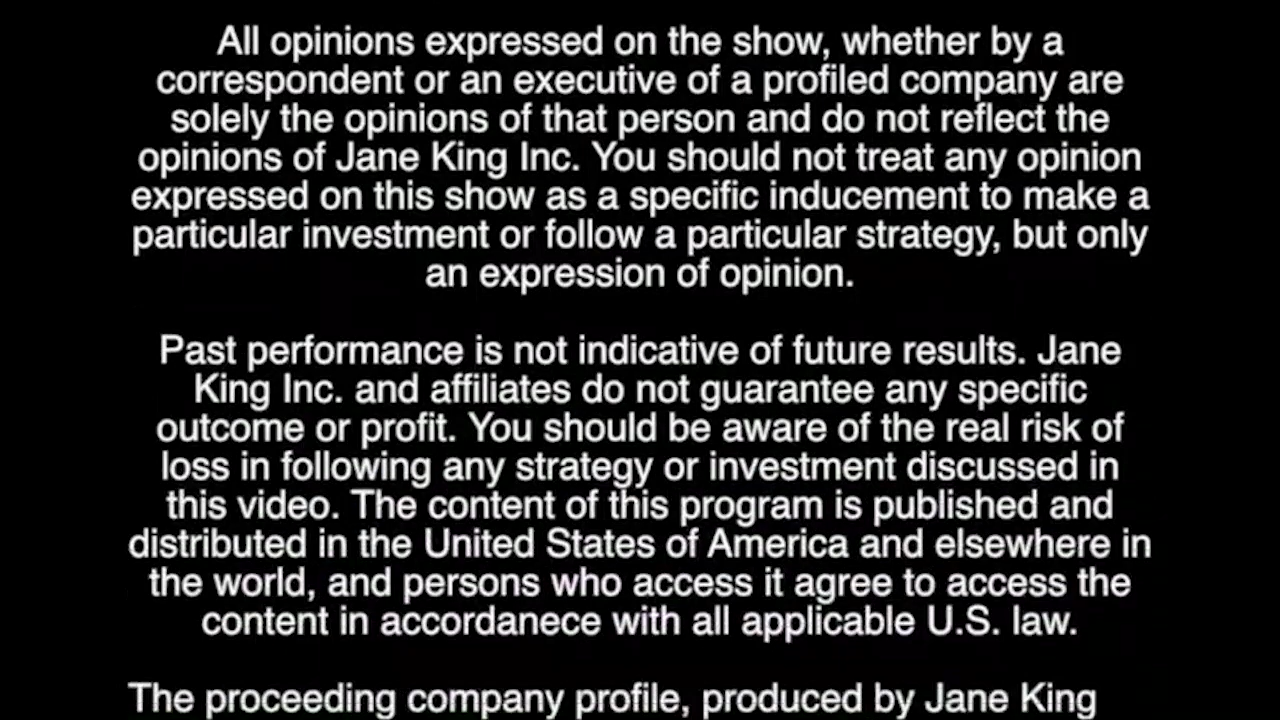 All opinions expressed on the show, whether by a
correspondent or an executive of a profiled company are
solely the opinions of that person and do not reflect the
opinions of Jane King Inc. You should not treat any opinion
expressed on this show as a specific inducement to make a
particular investment or follow a particular strategy, but only
an expression of opinion.
Past performance is not indicative of future results. Jane
King Inc. and affiliates do not guarantee any specific
outcome or profit. You should be aware of the real risk of
loss in following any strategy or investment discussed in
this video. The content of this program is published and
distributed in the United States of America and elsewhere in
the world, and persons who access it agree to access the
content in accordanece with all applicable U.S. law.
The proceeding company profile, produced by Jane King